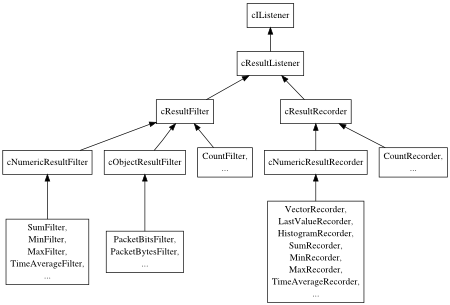 cIListener
cResultListener
cResultFilter
cResultRecorder
cNumericResultFilter
cObjectResultFilter
CountFilter,
...
cNumericResultRecorder
CountRecorder,
...
SumFilter,
MinFilter,
MaxFilter,
TimeAverageFilter,
...
PacketBitsFilter,
PacketBytesFilter,
...
VectorRecorder,
LastValueRecorder,
HistogramRecorder,
SumRecorder,
MinRecorder,
MaxRecorder,
TimeAverageRecorder,
...